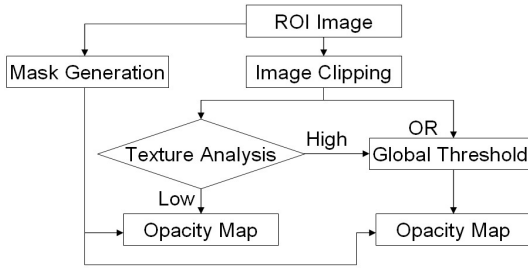 ROI Image
Mask Generation
Image Clipping
OR
High
Texture Analysis
Global Threshold
Low
Opacity Map
Opacity Map